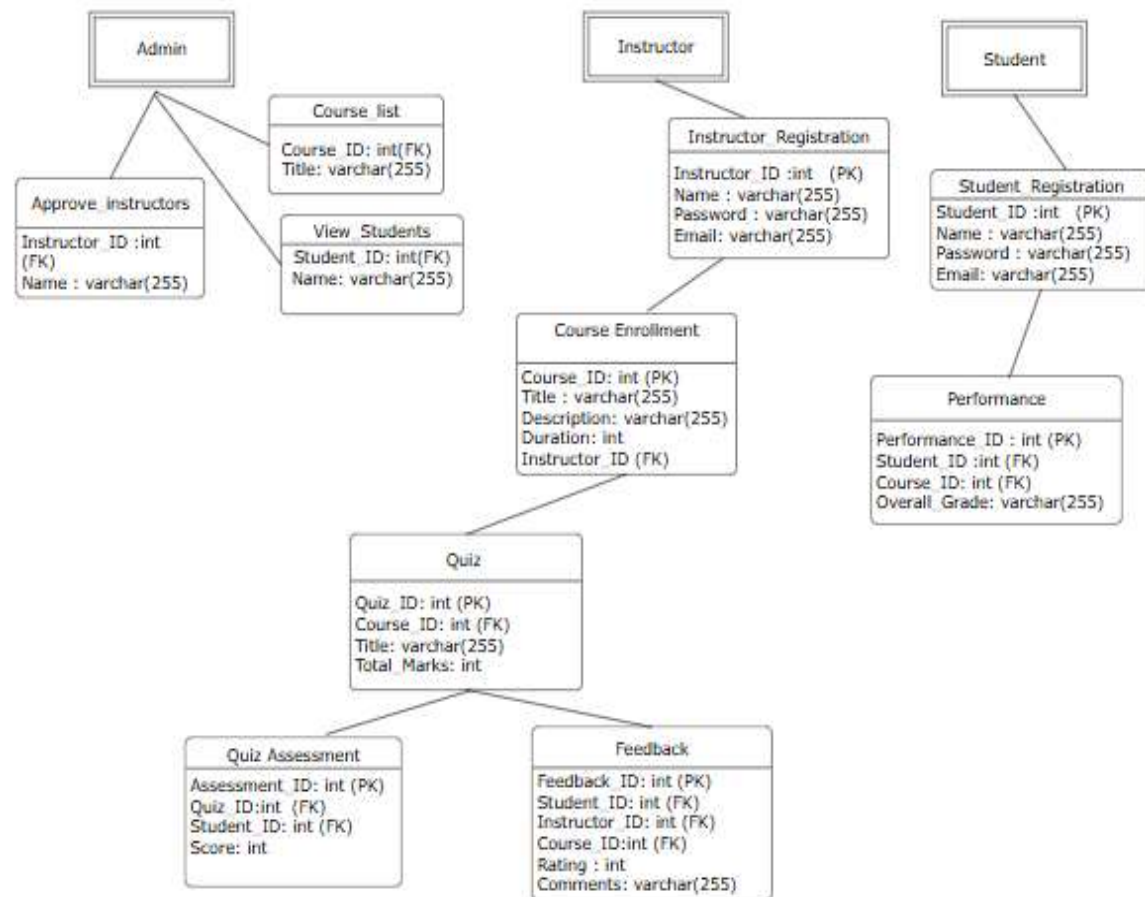 Admin
Instructor
Student
Course_list
Course_ID: int(FK)
Title: varchar(255)
Approve_instructors
Instructor_ID :int
(FK)
Name : varchar(255)
View_Students
Student_ID: int(FK)
Name: varchar(255)
Instructor_Registration
Instructor_ID :int (PK)
Name : varchar(255)
Password : varchar(255)
Email: varchar(255)
Student_Registration
Student_ID :int (PK)
Name : varchar(255)
Password : varchar(255)
Email: varchar(255)
Course Enrollment
Course_ID: int (PK)
Title : varchar(255)
Description: varchar(255)
Duration: int
Instructor_ID (FK)
Performance
Performance_ID : int (PK)
Student_ID :int (FK)
Course_ID: int (FK)
Overall_Grade: varchar(255)
Quiz
Quiz_ID: int (PK)
Course_ID: int (FK)
Title: varchar(255)
Total_Marks: int
Quiz Assessment
Assessment_ID: int (PK)
Quiz_ID:int (FK)
Student_ID: int (FK)
Score: int
Feedback
Feedback_ID: int (PK)
Student_ID: int (FK)
Instructor_ID: int (FK)
Course_ID:int (FK)
Rating : int
Comments: varchar(255)